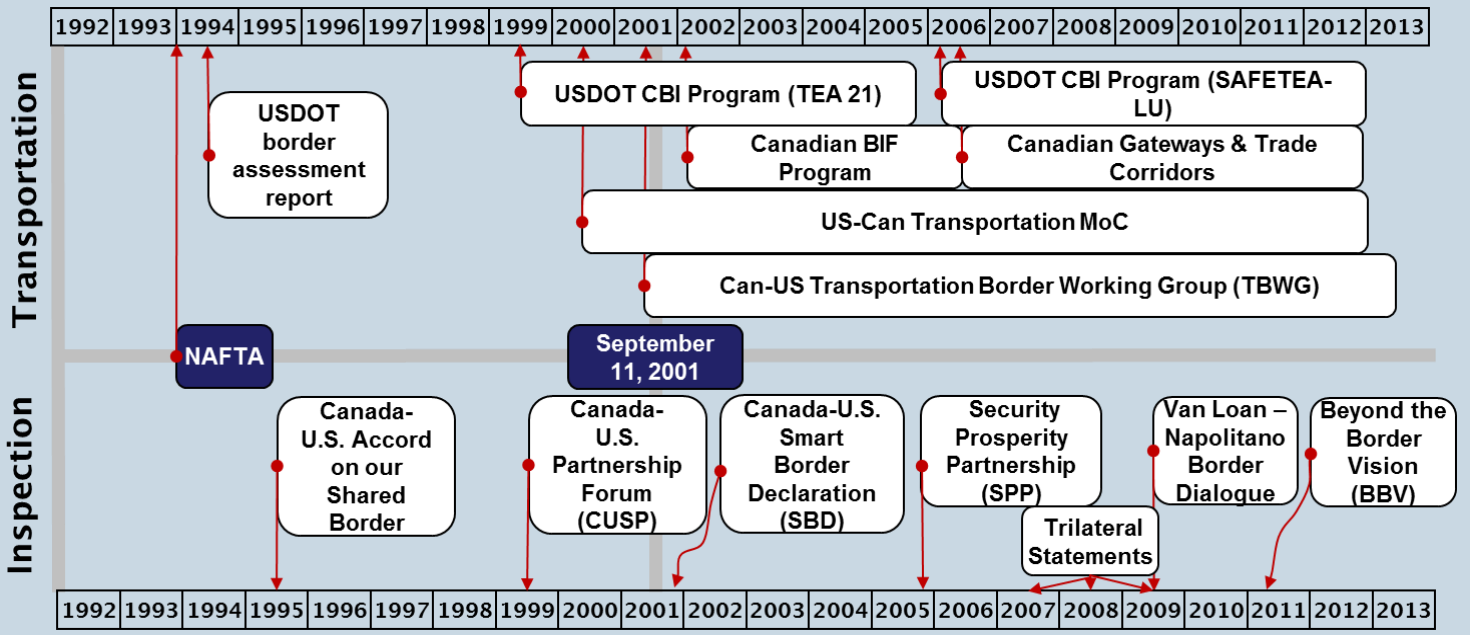 1992 1993 1994 1995 1996 1997 1998 1999 2000 2001 2002 2003 2004 2005 2006 2007 2008 2009 2010 2011 2012 2013
Transportation
USDOT
border
assessment
report
USDOT CBI Program (TEA 21)
USDOT CBI Program (SAFETEA-
LU)
Canadian BIF
Program
Canadian Gateways & Trade
Corridors
US-Can Transportation MoC
Can-US Transportation Border Working Group (TBWG)
NAFTA
September
11, 2001
Inspection
Canada-
U.S. Accord
on our
Shared
Border
Canada-
U.S.
Partnership
Forum
(CUSP)
Canada-U.S.
Smart
Border
Declaration
(SBD)
Security
Prosperity
Partnership
(SPP)
Trilateral
Statements
Van Loan –
Napolitano
Border
Dialogue
Beyond the
Border
Vision
(BBV)
1992 1993 1994 1995 1996 1997 1998 1999 2000 2001 2002 2003 2004 2005 2006 2007 2008 2009 2010 2011 2012 2013